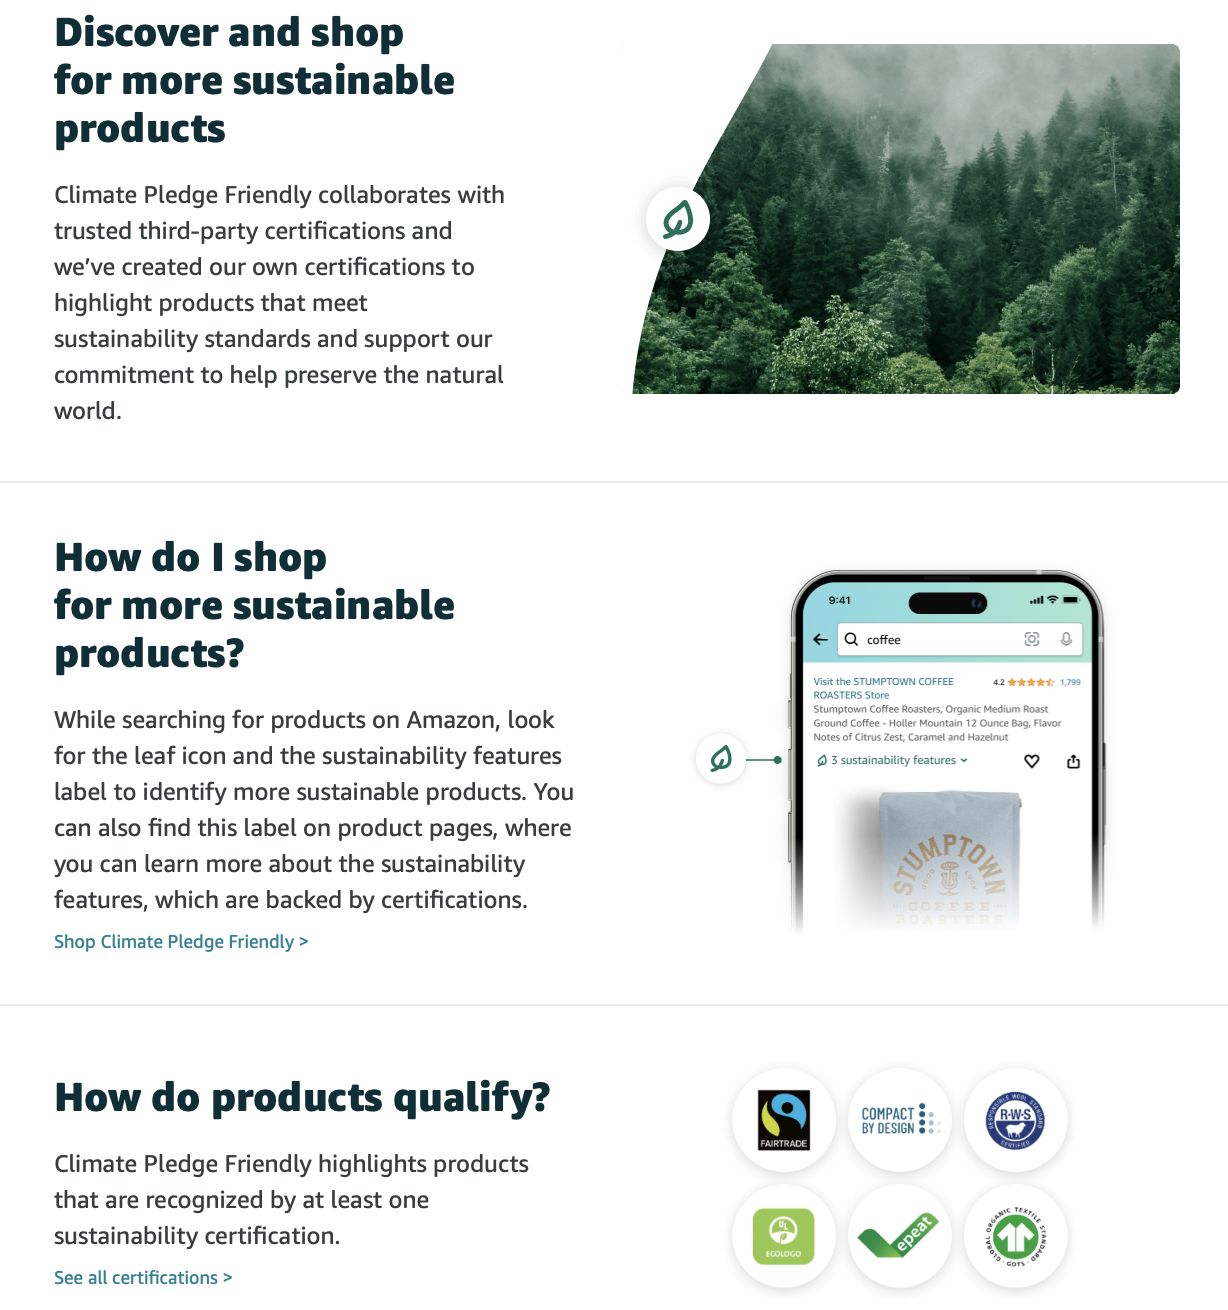 Discover and shop
for more sustainable
products
Climate Pledge Friendly collaborates with
trusted third-party certifications and
we’ve created our own certifications to
highlight products that meet
sustainability standards and support our
commitment to help preserve the natural
world.
How do I shop
for more sustainable
products?
While searching for products on Amazon, look
for the leaf icon and the sustainability features
label to identify more sustainable products. You
can also find this label on product pages, where
you can learn more about the sustainability
features, which are backed by certifications.
Shop Climate Pledge Friendly >
9:41
coffee
Visit the STUMPTOWN COFFEE
ROASTERS Store
4.2
1,799
Stumptown Coffee Roasters, Organic Medium Roast
Ground Coffee - Holler Mountain 12 Ounce Bag, Flavor
Notes of Citrus Zest, Caramel and Hazelnut
3 sustainability features
STUMPTOWN
GOOD LUCK
COFFEE
ROASTERS
How do products qualify?
Climate Pledge Friendly highlights products
that are recognized by at least one
sustainability certification.
See all certifications >
FAIRTRADE
COMPACT
BY DESIGN
RESPONSIBLE WOOL STANDARD
R·W·S
CERTIFIED
UL
ECOLOGO
epeat
GLOBAL ORGANIC TEXTILE STANDARD
· GOTS ·